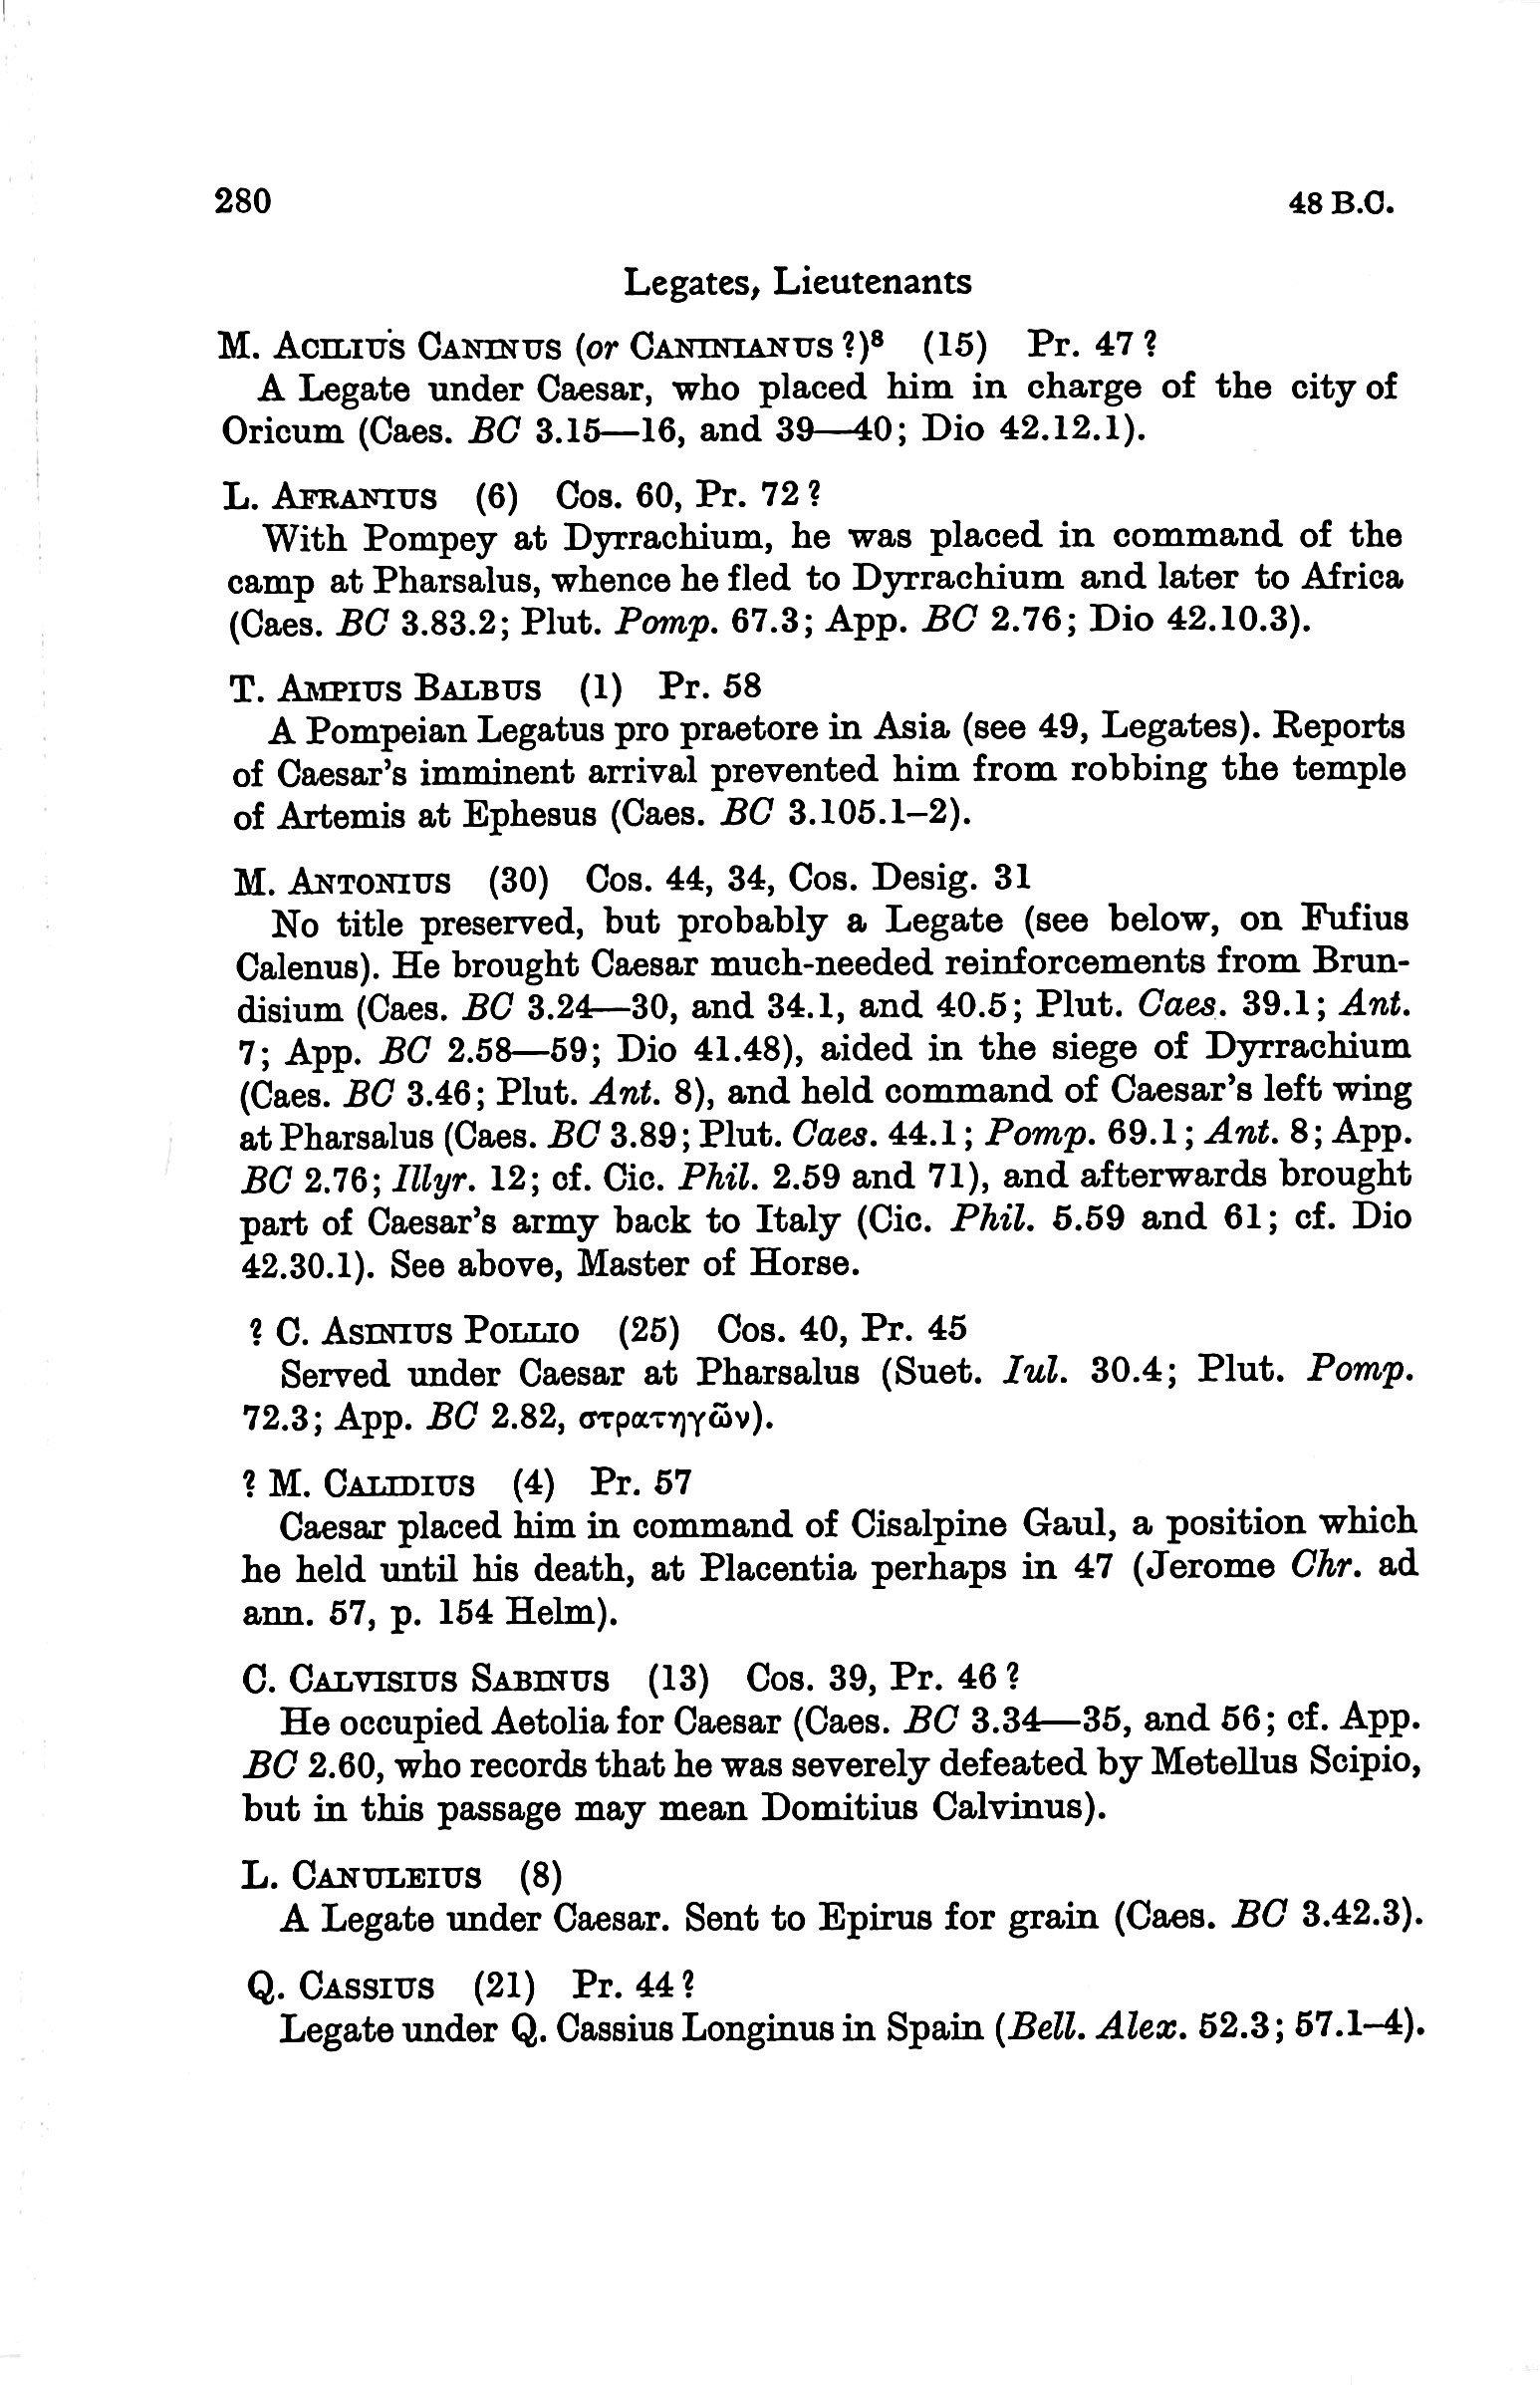 280 48 B.C.
Legates, Lieutenants
M. Acilius Caninus (or Caninianus?)⁸ (15) Pr. 47?
A Legate under Caesar, who placed him in charge of the city of
Oricum (Caes. BC 3.15—16, and 39—40; Dio 42.12.1).
L. Afranius (6) Cos. 60, Pr. 72?
With Pompey at Dyrrachium, he was placed in command of the
camp at Pharsalus, whence he fled to Dyrrachium and later to Africa
(Caes. BC 3.83.2; Plut. Pomp. 67.3; App. BC 2.76; Dio 42.10.3).
T. Ampius Balbus (1) Pr. 58
A Pompeian Legatus pro praetore in Asia (see 49, Legates). Reports
of Caesar's imminent arrival prevented him from robbing the temple
of Artemis at Ephesus (Caes. BC 3.105.1–2).
M. Antonius (30) Cos. 44, 34, Cos. Desig. 31
No title preserved, but probably a Legate (see below, on Fufius
Calenus). He brought Caesar much-needed reinforcements from Brun-
disium (Caes. BC 3.24—30, and 34.1, and 40.5; Plut. Caes. 39.1; Ant.
7; App. BC 2.58—59; Dio 41.48), aided in the siege of Dyrrachium
(Caes. BC 3.46; Plut. Ant. 8), and held command of Caesar's left wing
at Pharsalus (Caes. BC 3.89; Plut. Caes. 44.1; Pomp. 69.1; Ant. 8; App.
BC 2.76; Illyr. 12; cf. Cic. Phil. 2.59 and 71), and afterwards brought
part of Caesar's army back to Italy (Cic. Phil. 5.59 and 61; cf. Dio
42.30.1). See above, Master of Horse.
? C. Asinius Pollio (25) Cos. 40, Pr. 45
Served under Caesar at Pharsalus (Suet. Iul. 30.4; Plut. Pomp.
72.3; App. BC 2.82, στρατηγῶν).
? M. Calidius (4) Pr. 57
Caesar placed him in command of Cisalpine Gaul, a position which
he held until his death, at Placentia perhaps in 47 (Jerome Chr. ad
ann. 57, p. 154 Helm).
C. Calvisius Sabinus (13) Cos. 39, Pr. 46?
He occupied Aetolia for Caesar (Caes. BC 3.34—35, and 56; cf. App.
BC 2.60, who records that he was severely defeated by Metellus Scipio,
but in this passage may mean Domitius Calvinus).
L. Canuleius (8)
A Legate under Caesar. Sent to Epirus for grain (Caes. BC 3.42.3).
Q. Cassius (21) Pr. 44?
Legate under Q. Cassius Longinus in Spain (Bell. Alex. 52.3; 57.1–4).